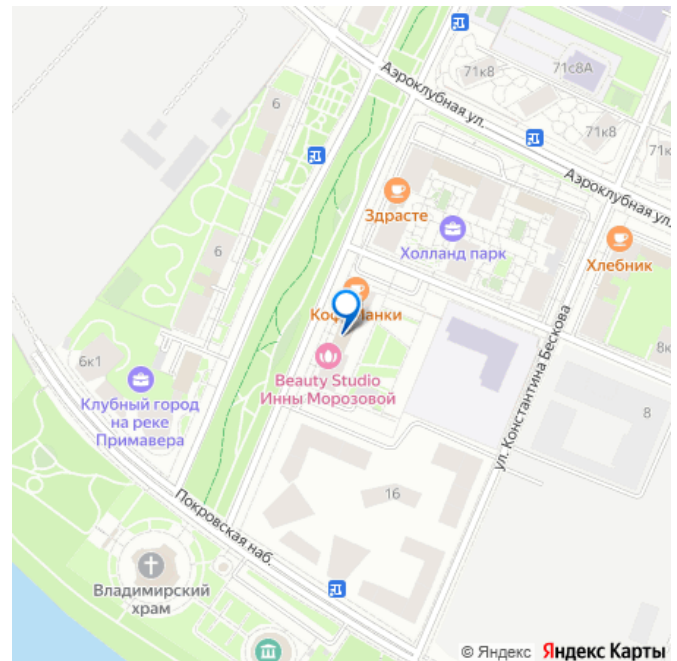 71к8
71с8А
6
Аэроклубная ул.
71к8
71к
Здрасте
Аэроклубная ул.
Холланд парк
Хлебник
6
Beauty Studio
Инны Морозовой
6к1
8к
Клубный город
на реке
Примавера
ул. Константина Бескова
8
16
Покровская наб.
Владимирский
храм
© Яндекс Яндекс Карты